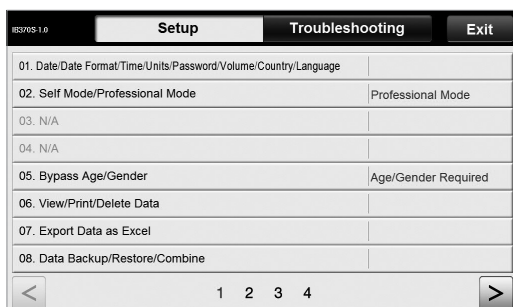 IB370S-1.0 Setup Troubleshooting Exit
01. Date/Date Format/Time/Units/Password/Volume/Country/Language
02. Self Mode/Professional Mode Professional Mode
03. N/A
04. N/A
05. Bypass Age/Gender Age/Gender Required
06. View/Print/Delete Data
07. Export Data as Excel
08. Data Backup/Restore/Combine
< 1 2 3 4 >